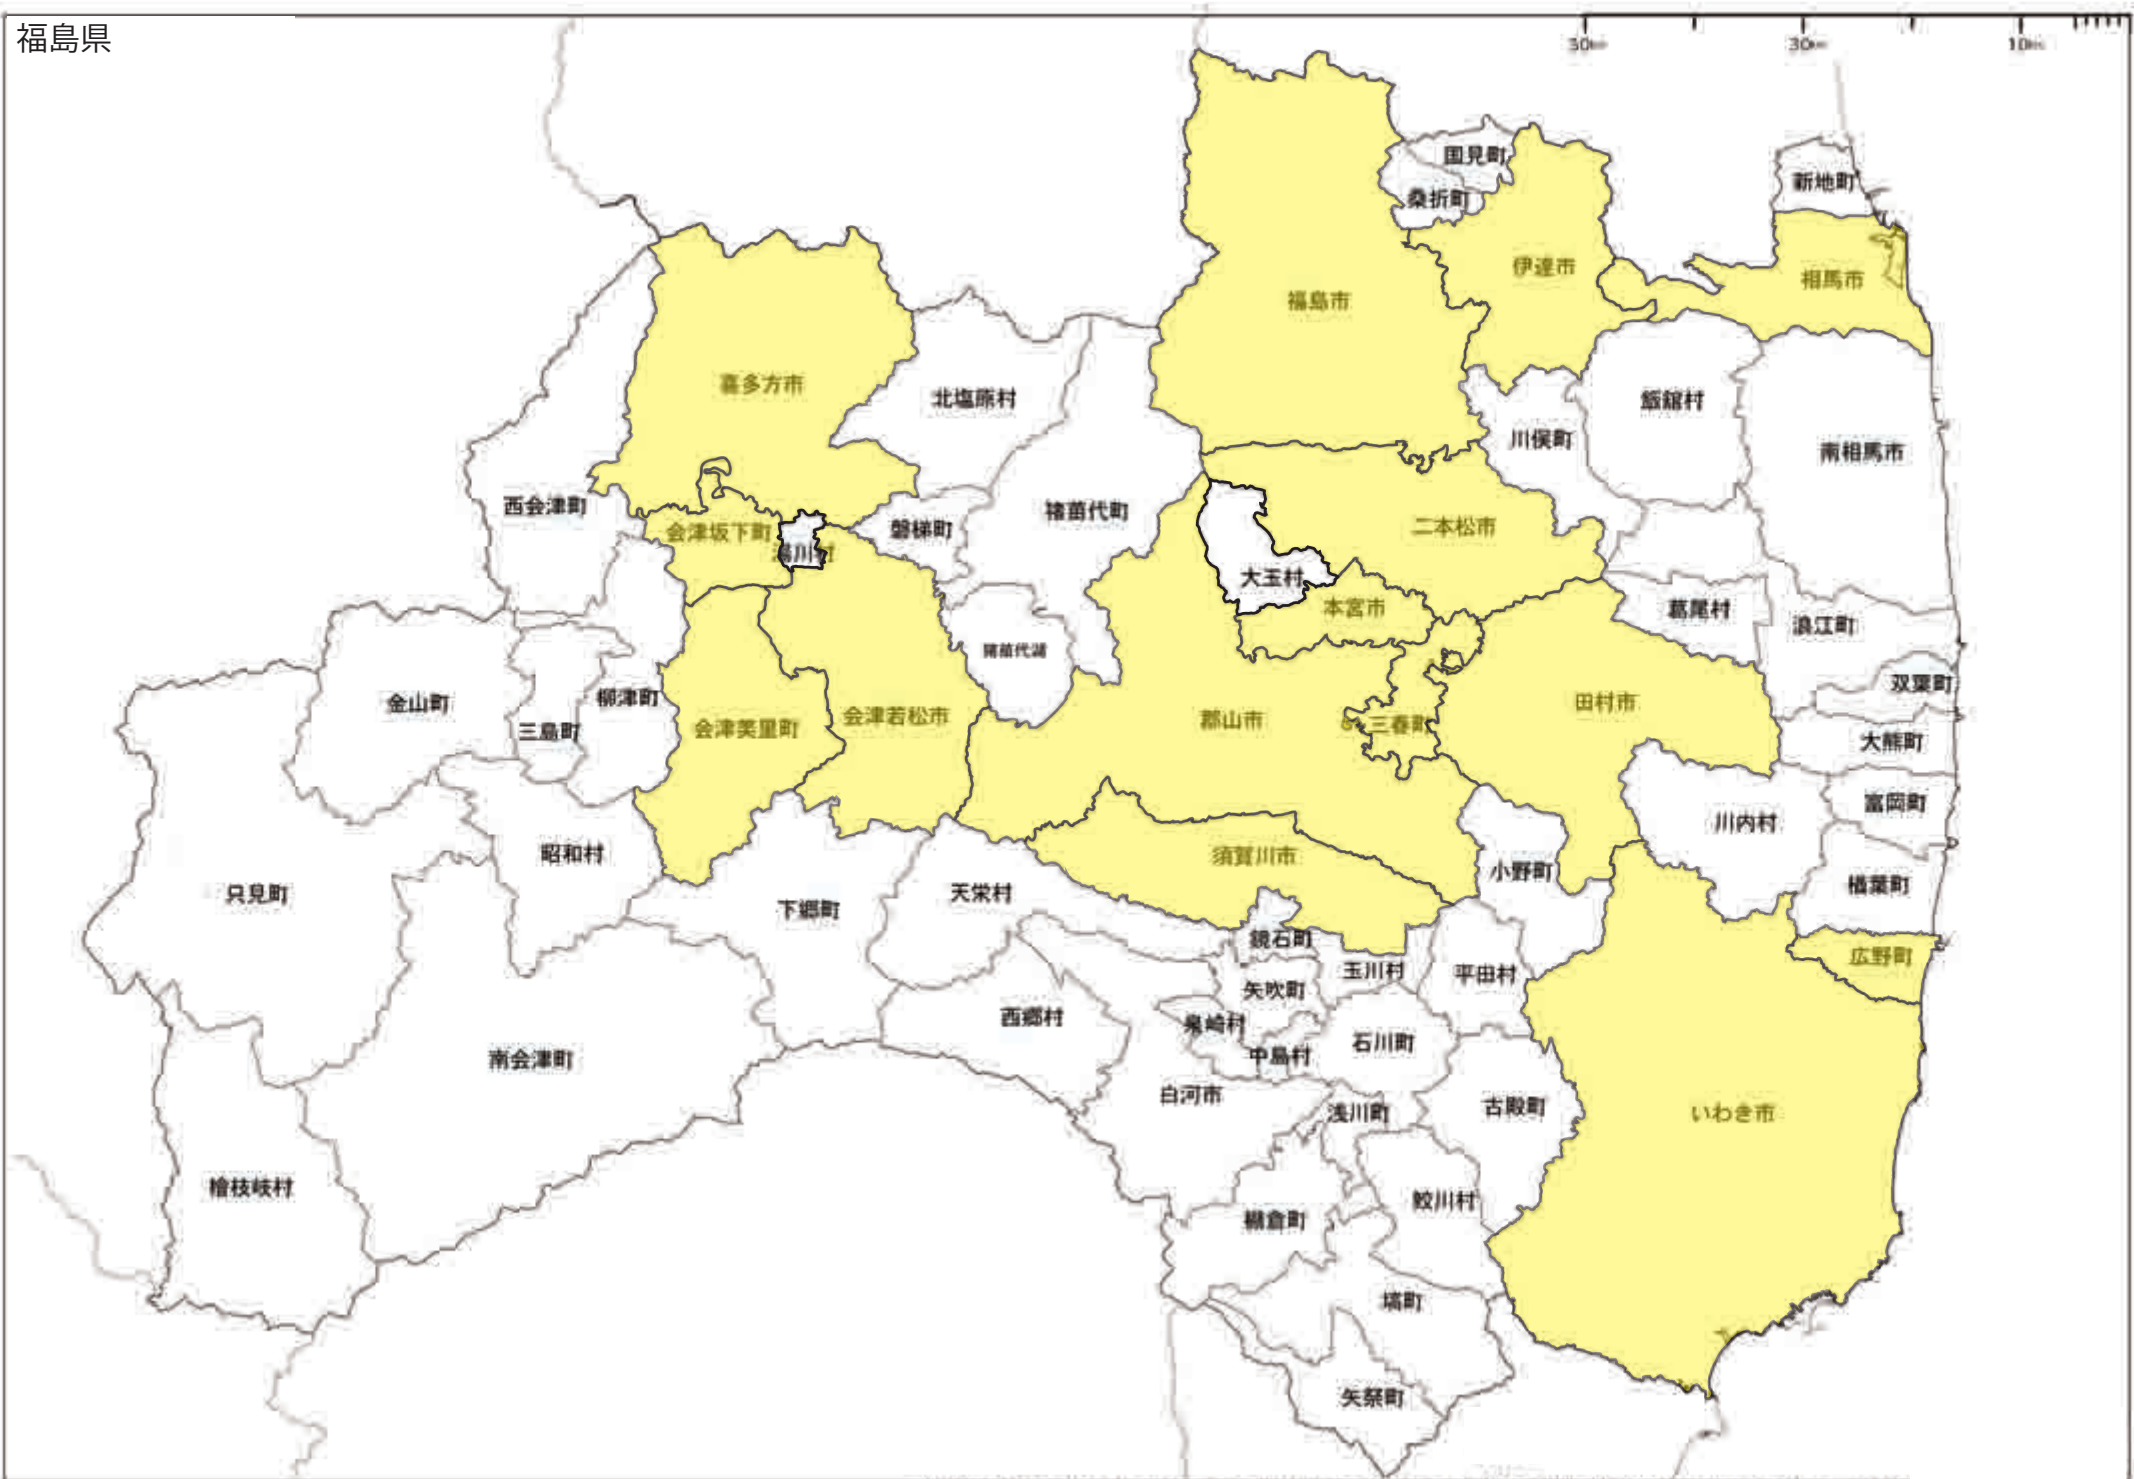 福島県
30km
30km
10km
国見町
新地町
桑折町
伊達市
相馬市
福島市
喜多方市
北塩原村
飯舘村
川俣町
南相馬市
西会津町
猪苗代町
会津坂下町
磐梯町
二本松市
湯川村
大玉村
本宮市
葛尾村
浪江町
猪苗代湖
双葉町
金山町
柳津町
三島町
会津美里町
会津若松市
郡山市
三春町
田村市
大熊町
富岡町
川内村
昭和村
須賀川市
小野町
楢葉町
只見町
天栄村
下郷町
鏡石町
広野町
玉川村
平田村
矢吹町
西郷村
泉崎村
石川町
中島村
南会津町
白河市
浅川町
古殿町
いわき市
檜枝岐村
鮫川村
棚倉町
塙町
矢祭町